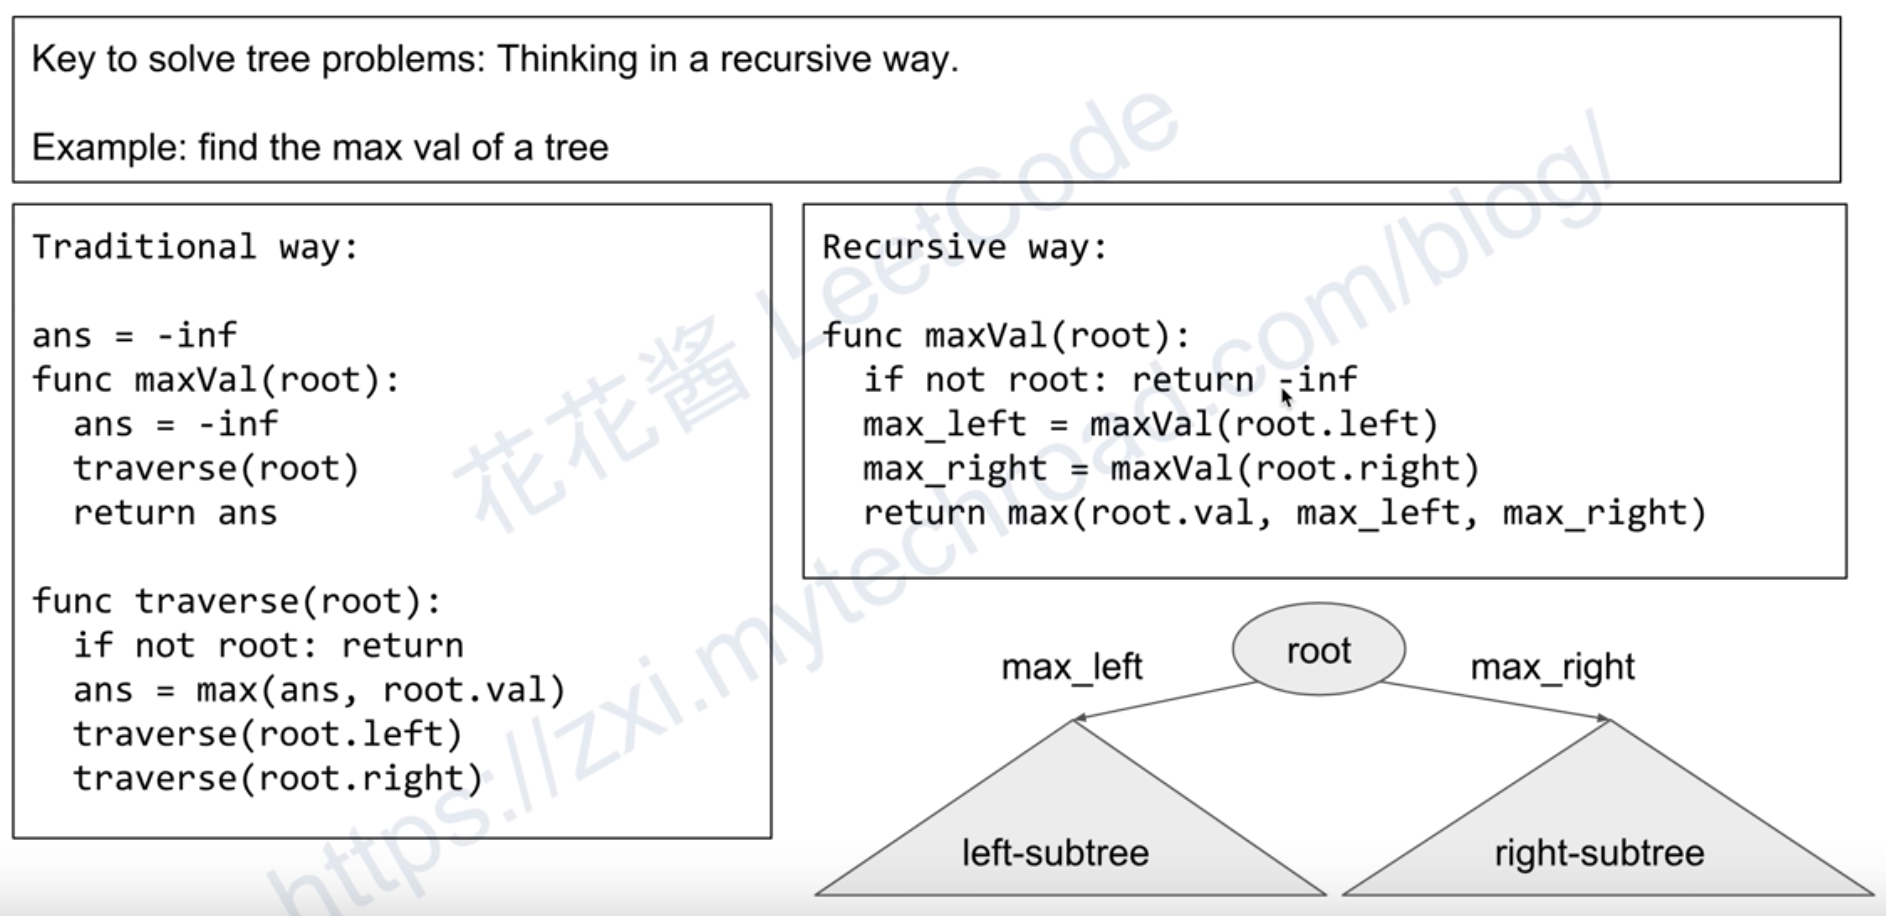 Key to solve tree problems: Thinking in a recursive way.
Example: find the max val of a tree
Traditional way:
ans = -inf
func maxVal(root):
  ans = -inf
  traverse(root)
  return ans
func traverse(root):
  if not root: return
  ans = max(ans, root.val)
  traverse(root.left)
  traverse(root.right)
Recursive way:
func maxVal(root):
  if not root: return -inf
  max_left = maxVal(root.left)
  max_right = maxVal(root.right)
  return max(root.val, max_left, max_right)
root
max_left
max_right
left-subtree
right-subtree
花花酱 LeetCode
https://zxi.mytechroad.com/blog/